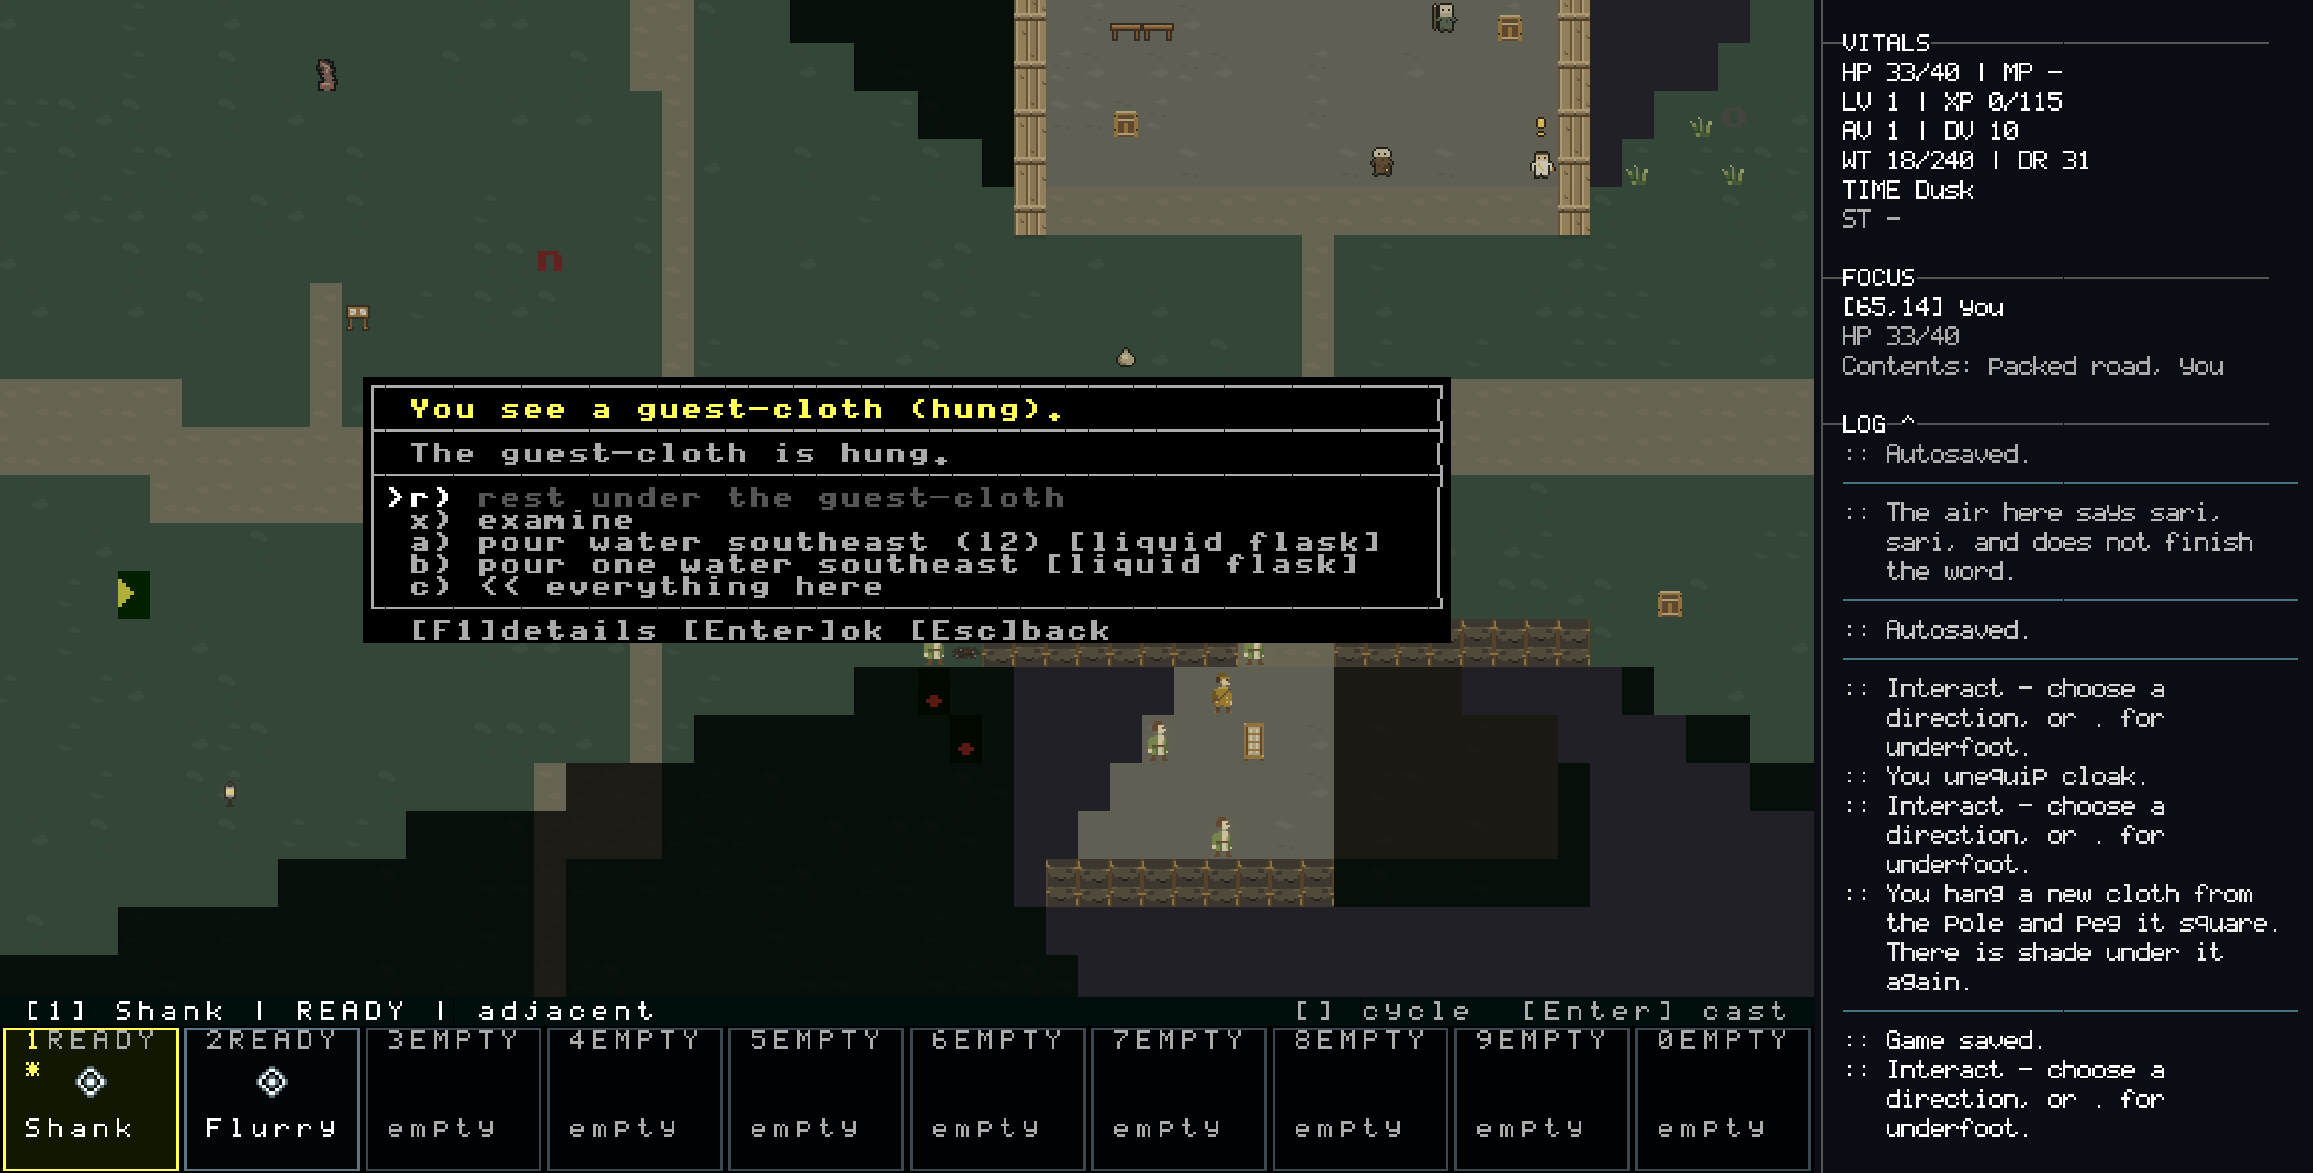 You see a guest-cloth (hung).
The guest-cloth is hung.
>r) rest under the guest-cloth
x) examine
a) pour water southeast (12) [liquid flask]
b) pour one water southeast [liquid flask]
c) << everything here
[F1]details [Enter]ok [Esc]back
[1] Shank | READY | adjacent
[] cycle [Enter] cast
1READY
Shank
2READY
Flurry
3EMPTY
empty
4EMPTY
empty
5EMPTY
empty
6EMPTY
empty
7EMPTY
empty
8EMPTY
empty
9EMPTY
empty
0EMPTY
empty
VITALS
HP 33/40 | MP -
LV 1 | XP 0/115
AV 1 | DV 10
WT 18/240 | DR 31
TIME Dusk
ST -
FOCUS
[65,14] You
HP 33/40
Contents: Packed road, You
LOG ^
:: Autosaved.
:: The air here says sari,
sari, and does not finish
the word.
:: Autosaved.
:: Interact - choose a
direction, or . for
underfoot.
:: You unequip cloak.
:: Interact - choose a
direction, or . for
underfoot.
:: You hang a new cloth from
the pole and peg it square.
There is shade under it
again.
:: Game saved.
:: Interact - choose a
direction, or . for
underfoot.